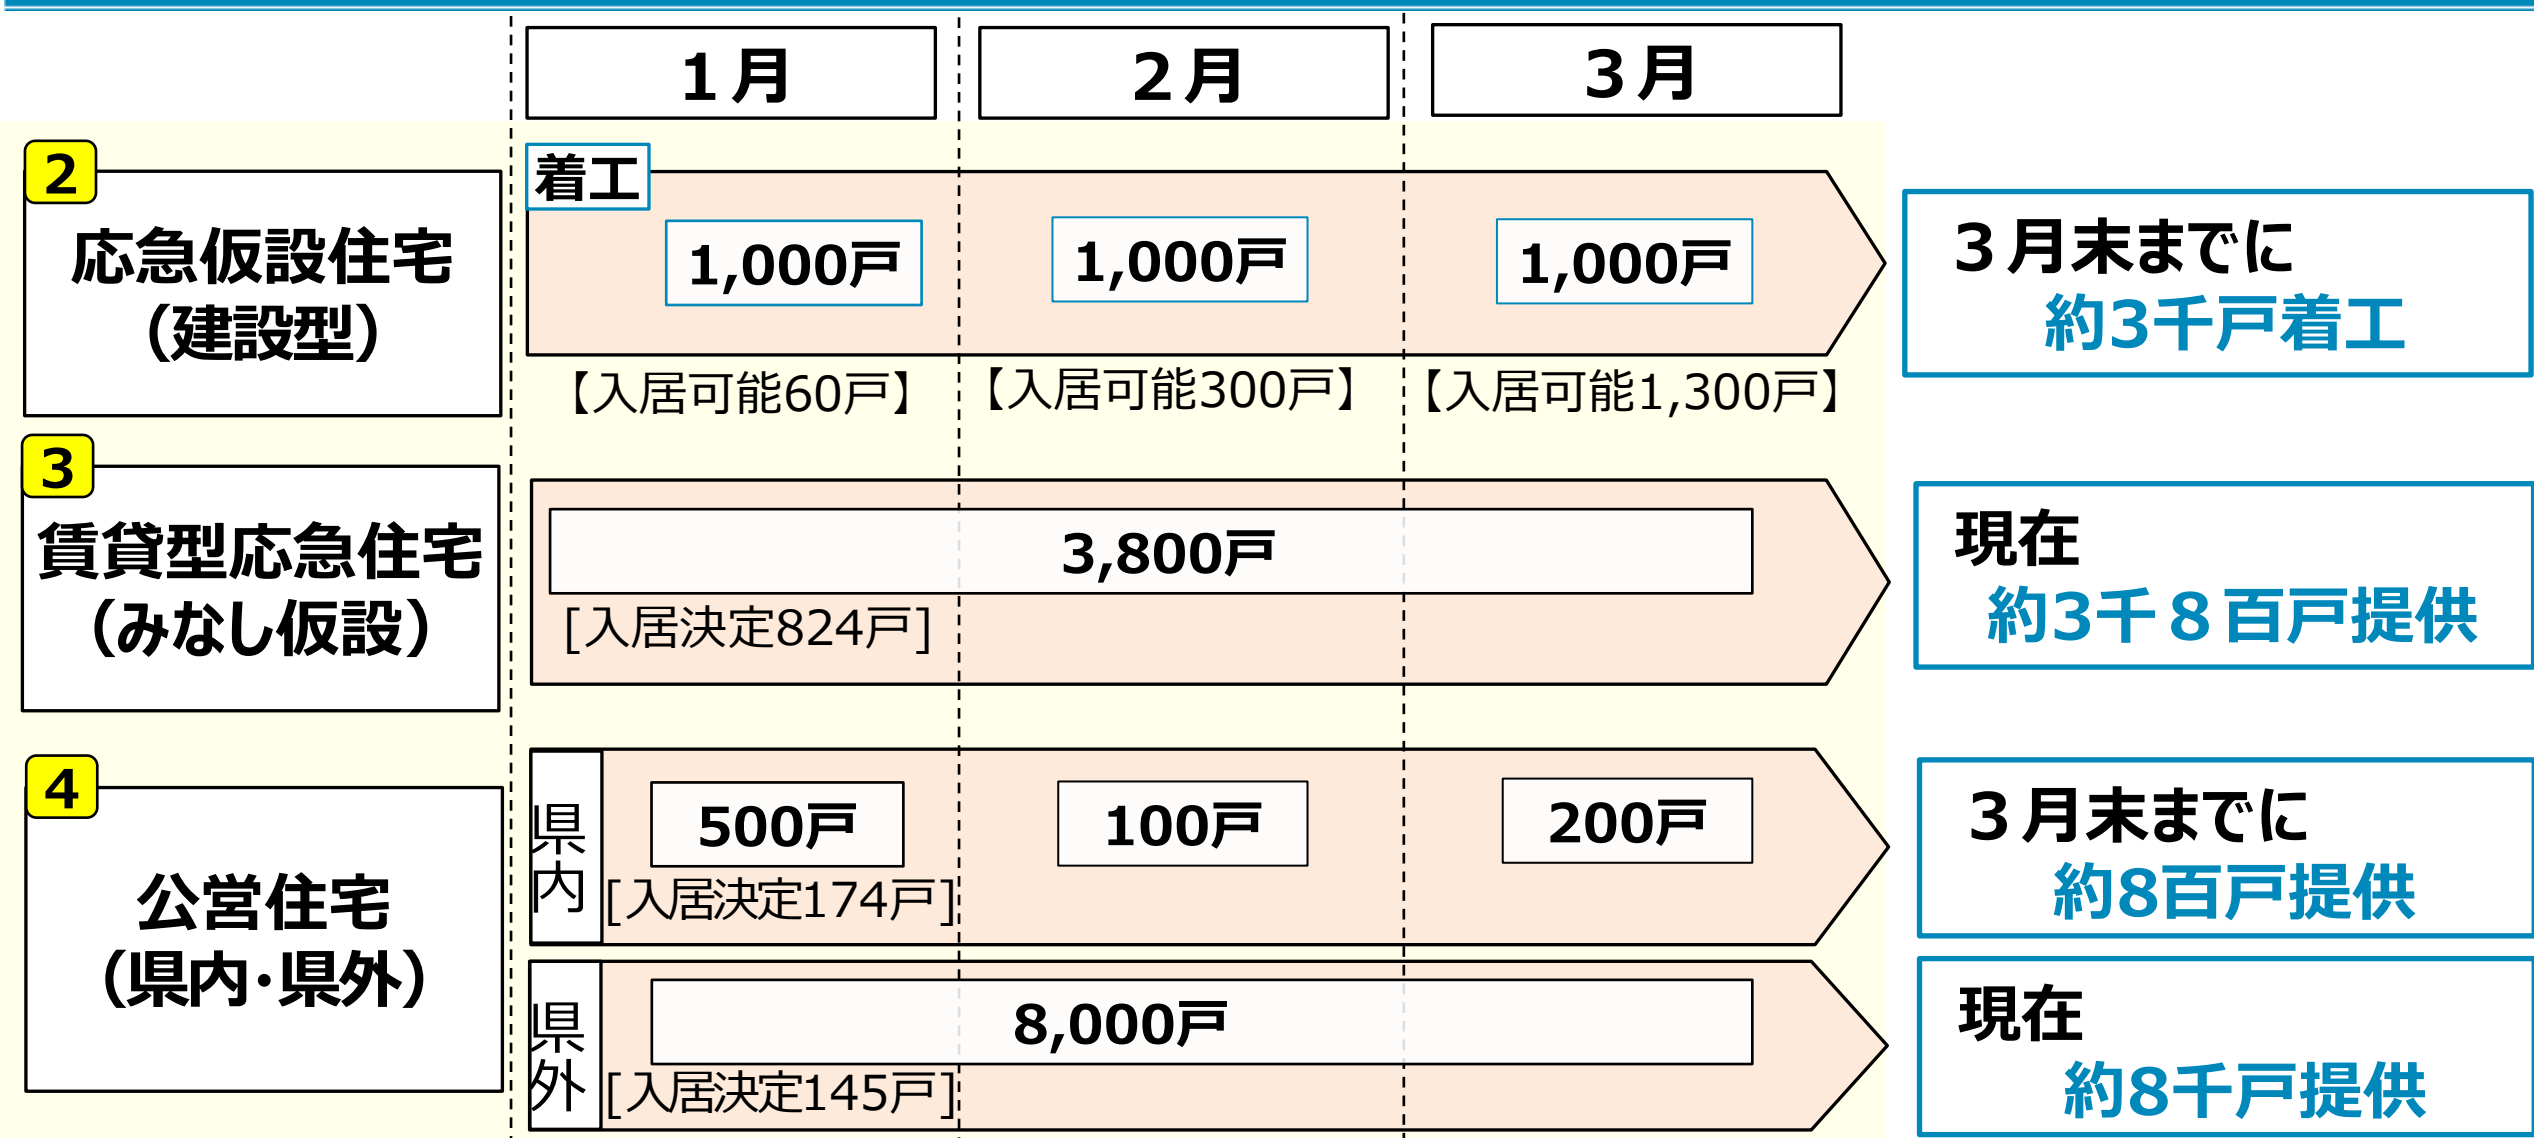 1月
2月
3月
2
応急仮設住宅
（建設型）
着工
1,000戸
1,000戸
1,000戸
【入居可能60戸】
【入居可能300戸】
【入居可能1,300戸】
３月末までに
約3千戸着工
3
賃貸型応急住宅
（みなし仮設）
3,800戸
[入居決定824戸]
現在
約3千８百戸提供
4
公営住宅
（県内・県外）
県内
500戸
100戸
200戸
[入居決定174戸]
３月末までに
約8百戸提供
県外
8,000戸
[入居決定145戸]
現在
約8千戸提供